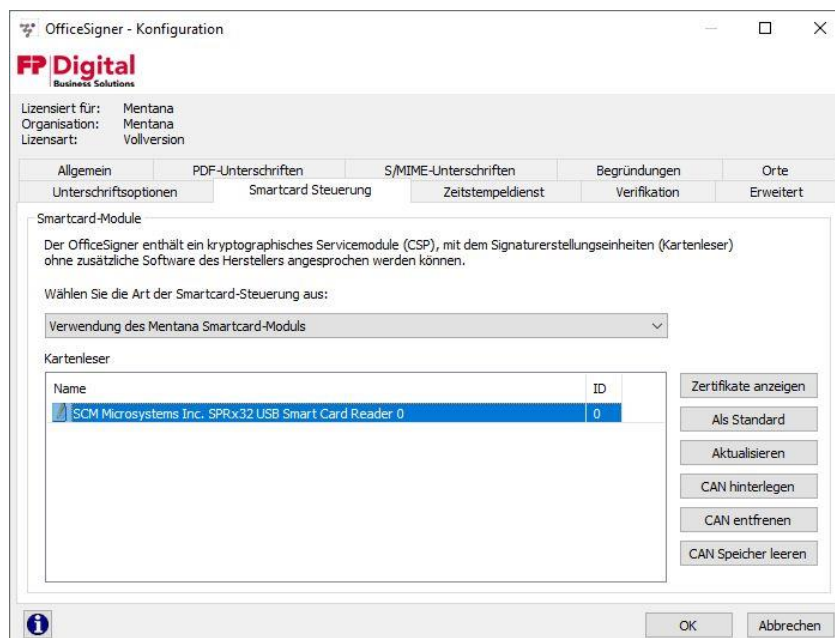 OfficeSigner - Konfiguration
FP Digital
Business Solutions
Lizensiert für: Mentana
Organisation: Mentana
Lizensart: Vollversion
Allgemein PDF-Unterschriften S/MIME-Unterschriften Begründungen Orte
Unterschriftsoptionen Smartcard Steuerung Zeitstempeldienst Verifikation Erweitert
Smartcard-Module
Der OfficeSigner enthält ein kryptographisches Servicemodule (CSP), mit dem Signaturerstellungseinheiten (Kartenleser)
ohne zusätzliche Software des Herstellers angesprochen werden können.
Wählen Sie die Art der Smartcard-Steuerung aus:
Verwendung des Mentana Smartcard-Moduls
Kartenleser
Name ID
SCM Microsystems Inc. SPRx32 USB Smart Card Reader 0 0
Zertifikate anzeigen
Als Standard
Aktualisieren
CAN hinterlegen
CAN entfrenen
CAN Speicher leeren
OK Abbrechen